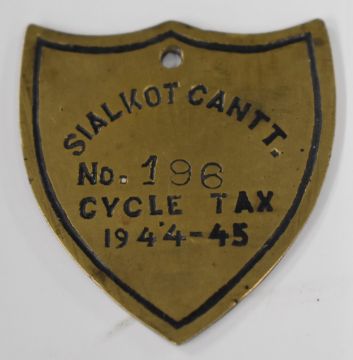 SIALKOT CANTT.
No. 196
CYCLE TAX
1944-45